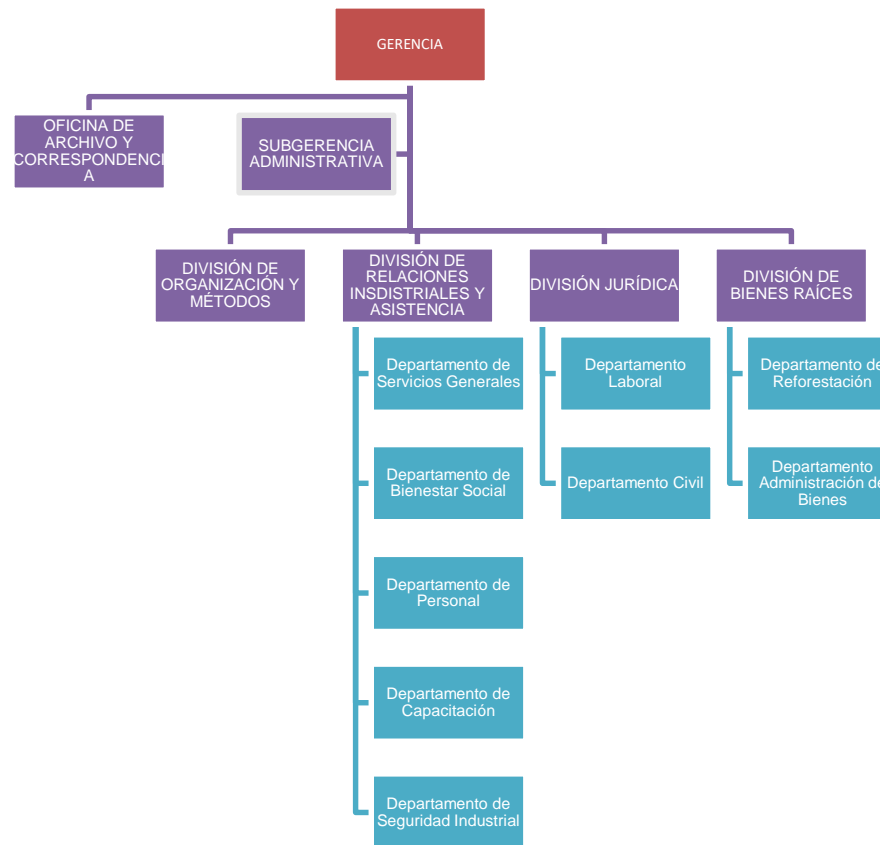 GERENCIA
OFICINA DE
ARCHIVO Y
CORRESPONDENCI
A
SUBGERENCIA
ADMINISTRATIVA
DIVISIÓN DE
ORGANIZACIÓN Y
MÉTODOS
DIVISIÓN DE
RELACIONES
INSDISTRIALES Y
ASISTENCIA
DIVISIÓN JURÍDICA
DIVISIÓN DE
BIENES RAÍCES
Departamento de
Servicios Generales
Departamento de
Bienestar Social
Departamento de
Personal
Departamento de
Capacitación
Departamento de
Seguridad Industrial
Departamento
Laboral
Departamento Civil
Departamento de
Reforestación
Departamento
Administración de
Bienes